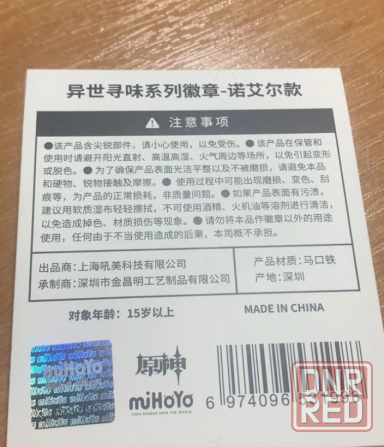 异世寻味系列徽章-诺艾尔款
注意事项
●该产品含尖锐部件，请小心使用，以免受伤。●该产品在保管和
使用时请避开阳光直射、高温高湿、火气周边等场所，以免引起变形
或脱色。●为了确保产品表面光洁平整以及不被磨损，请避免本品
和硬物、锐物接触及摩擦。●使用过程中可能出现磨损、变色、刮
痕等，为产品的正常损耗，非质量问题。●如果产品表面有污渍，
建议用软质湿布轻轻擦拭，不可使用酒精、火机油等溶剂进行清洁，
以免造成掉色、材质损伤等现象。●请勿将本品作徽章以外的用途
使用，任何由于不当使用造成的后果，本司概不承担。
出品商：上海吼美科技有限公司
承制商：深圳市金昌明工艺制品有限公司
产品材质：马口铁
产地：深圳
对象年龄：15岁以上
MADE IN CHINA
miHoYo
原神
miHoYo
TECH OTAKUS SAVE THE WORLD
6 974096 531996
DNR
RED